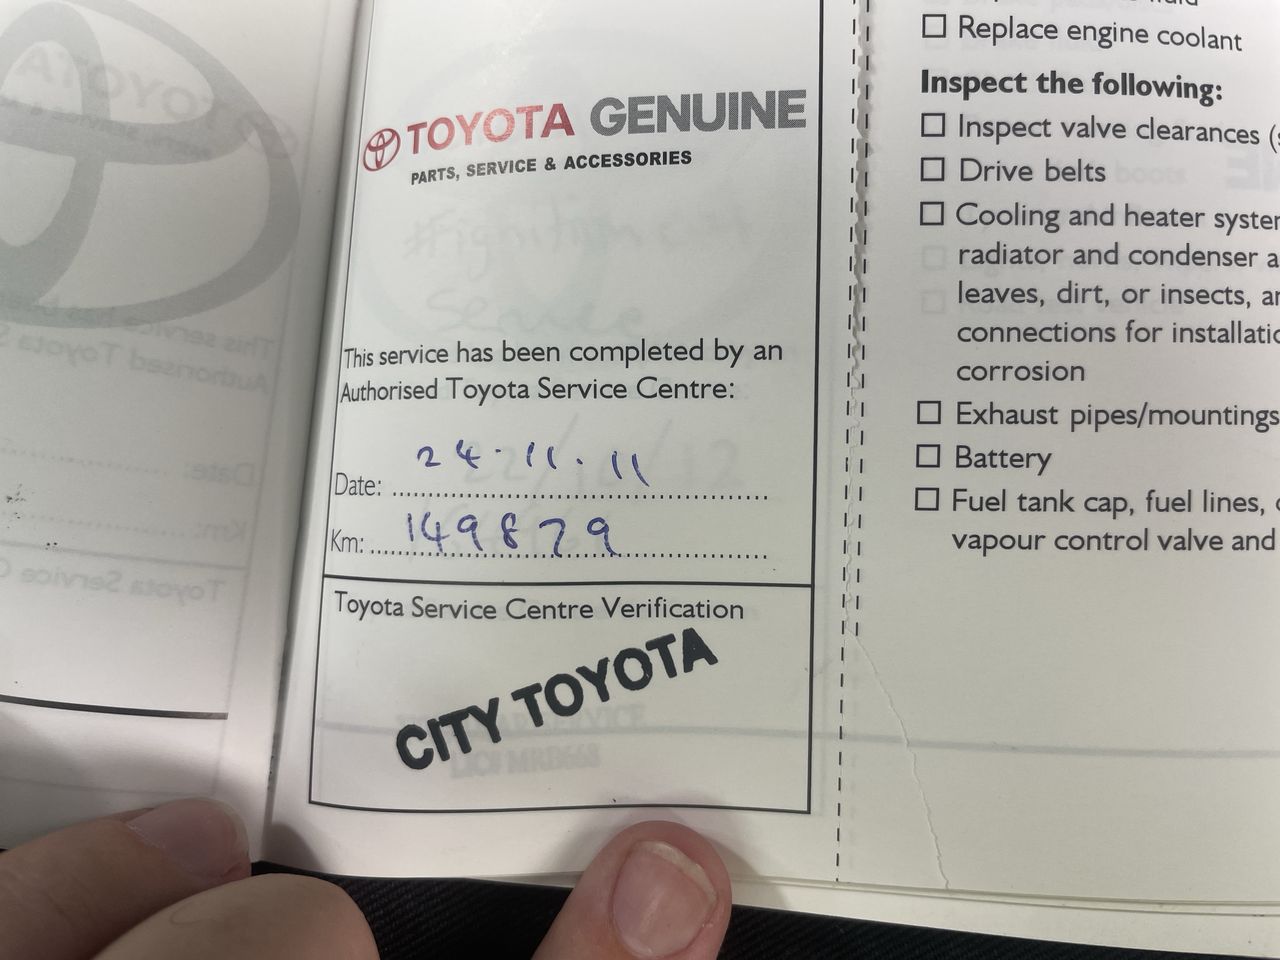 TOYOTA GENUINE
PARTS, SERVICE & ACCESSORIES
This service has been completed by an
Authorised Toyota Service Centre:
Date: 24.11.11
Km: 149879
Toyota Service Centre Verification
CITY TOYOTA
Replace engine coolant
Inspect the following:
Inspect valve clearances (
Drive belts
Cooling and heater
radiator and condenser
leaves, dirt, or insects,
connections for
corrosion
Exhaust pipes/mountings
Battery
Fuel tank cap, fuel lines,
vapour control valve and